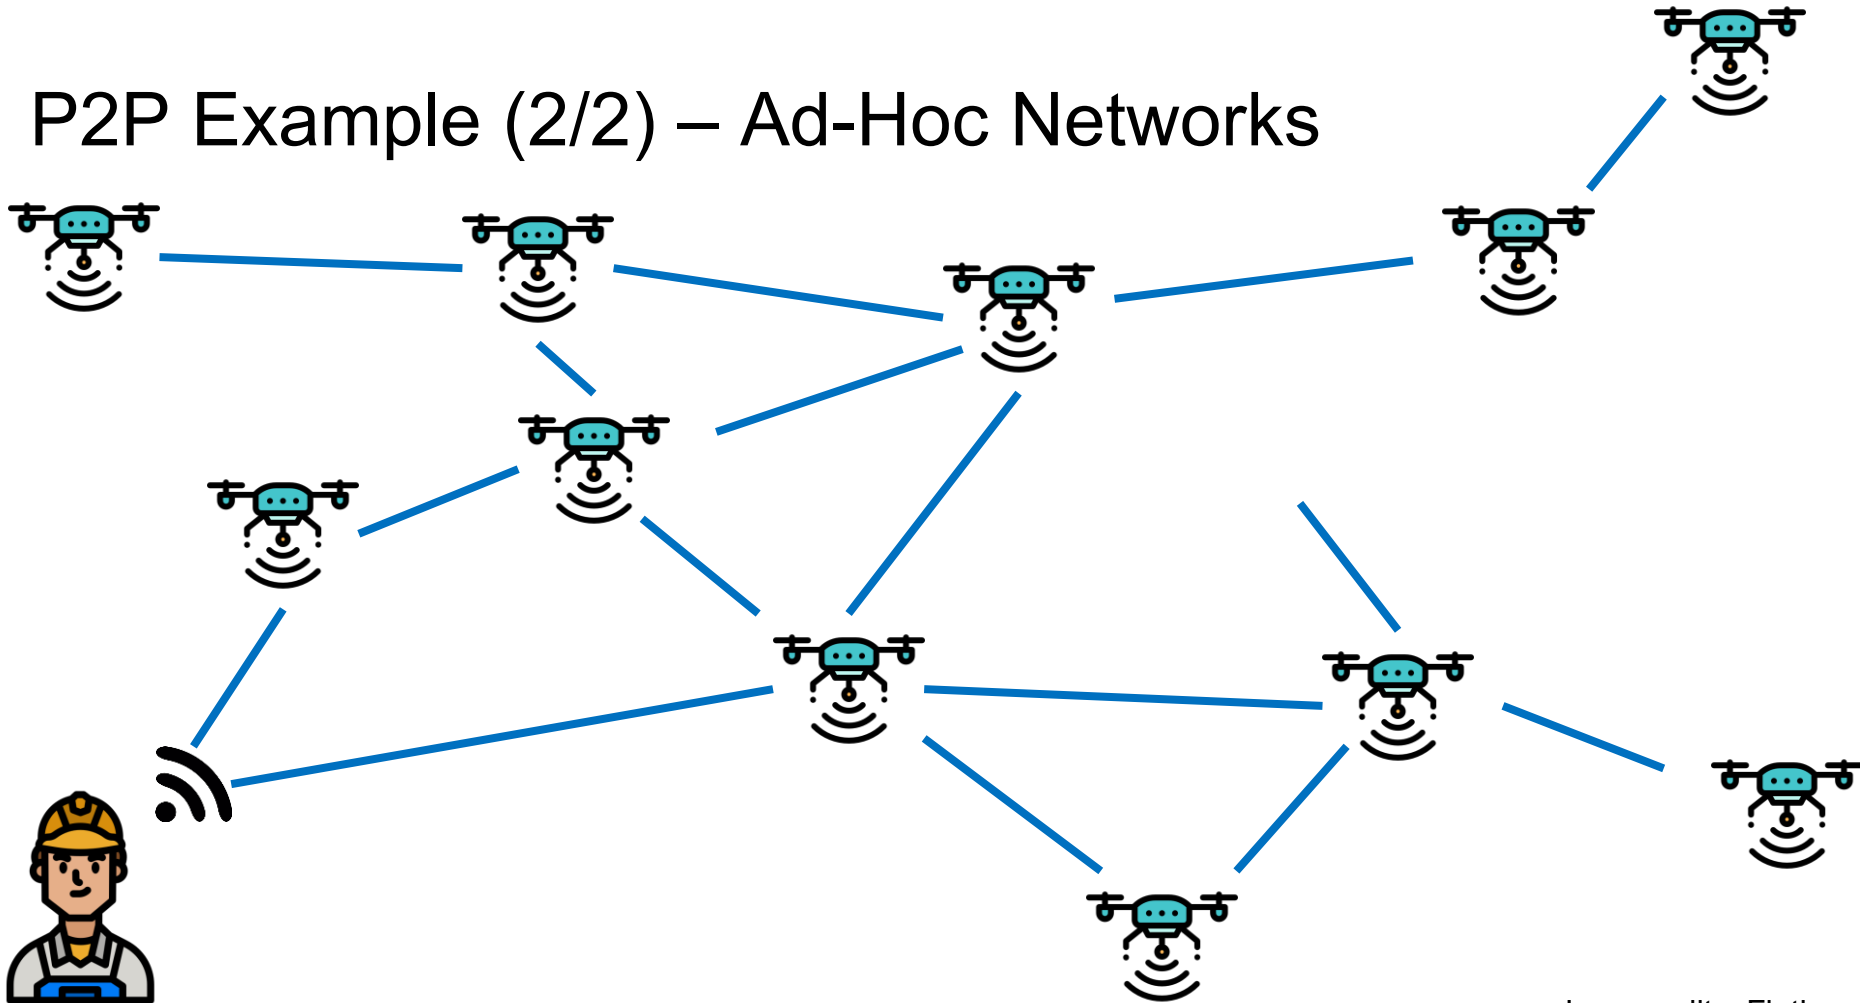 P2P Example (2/2) – Ad-Hoc Networks